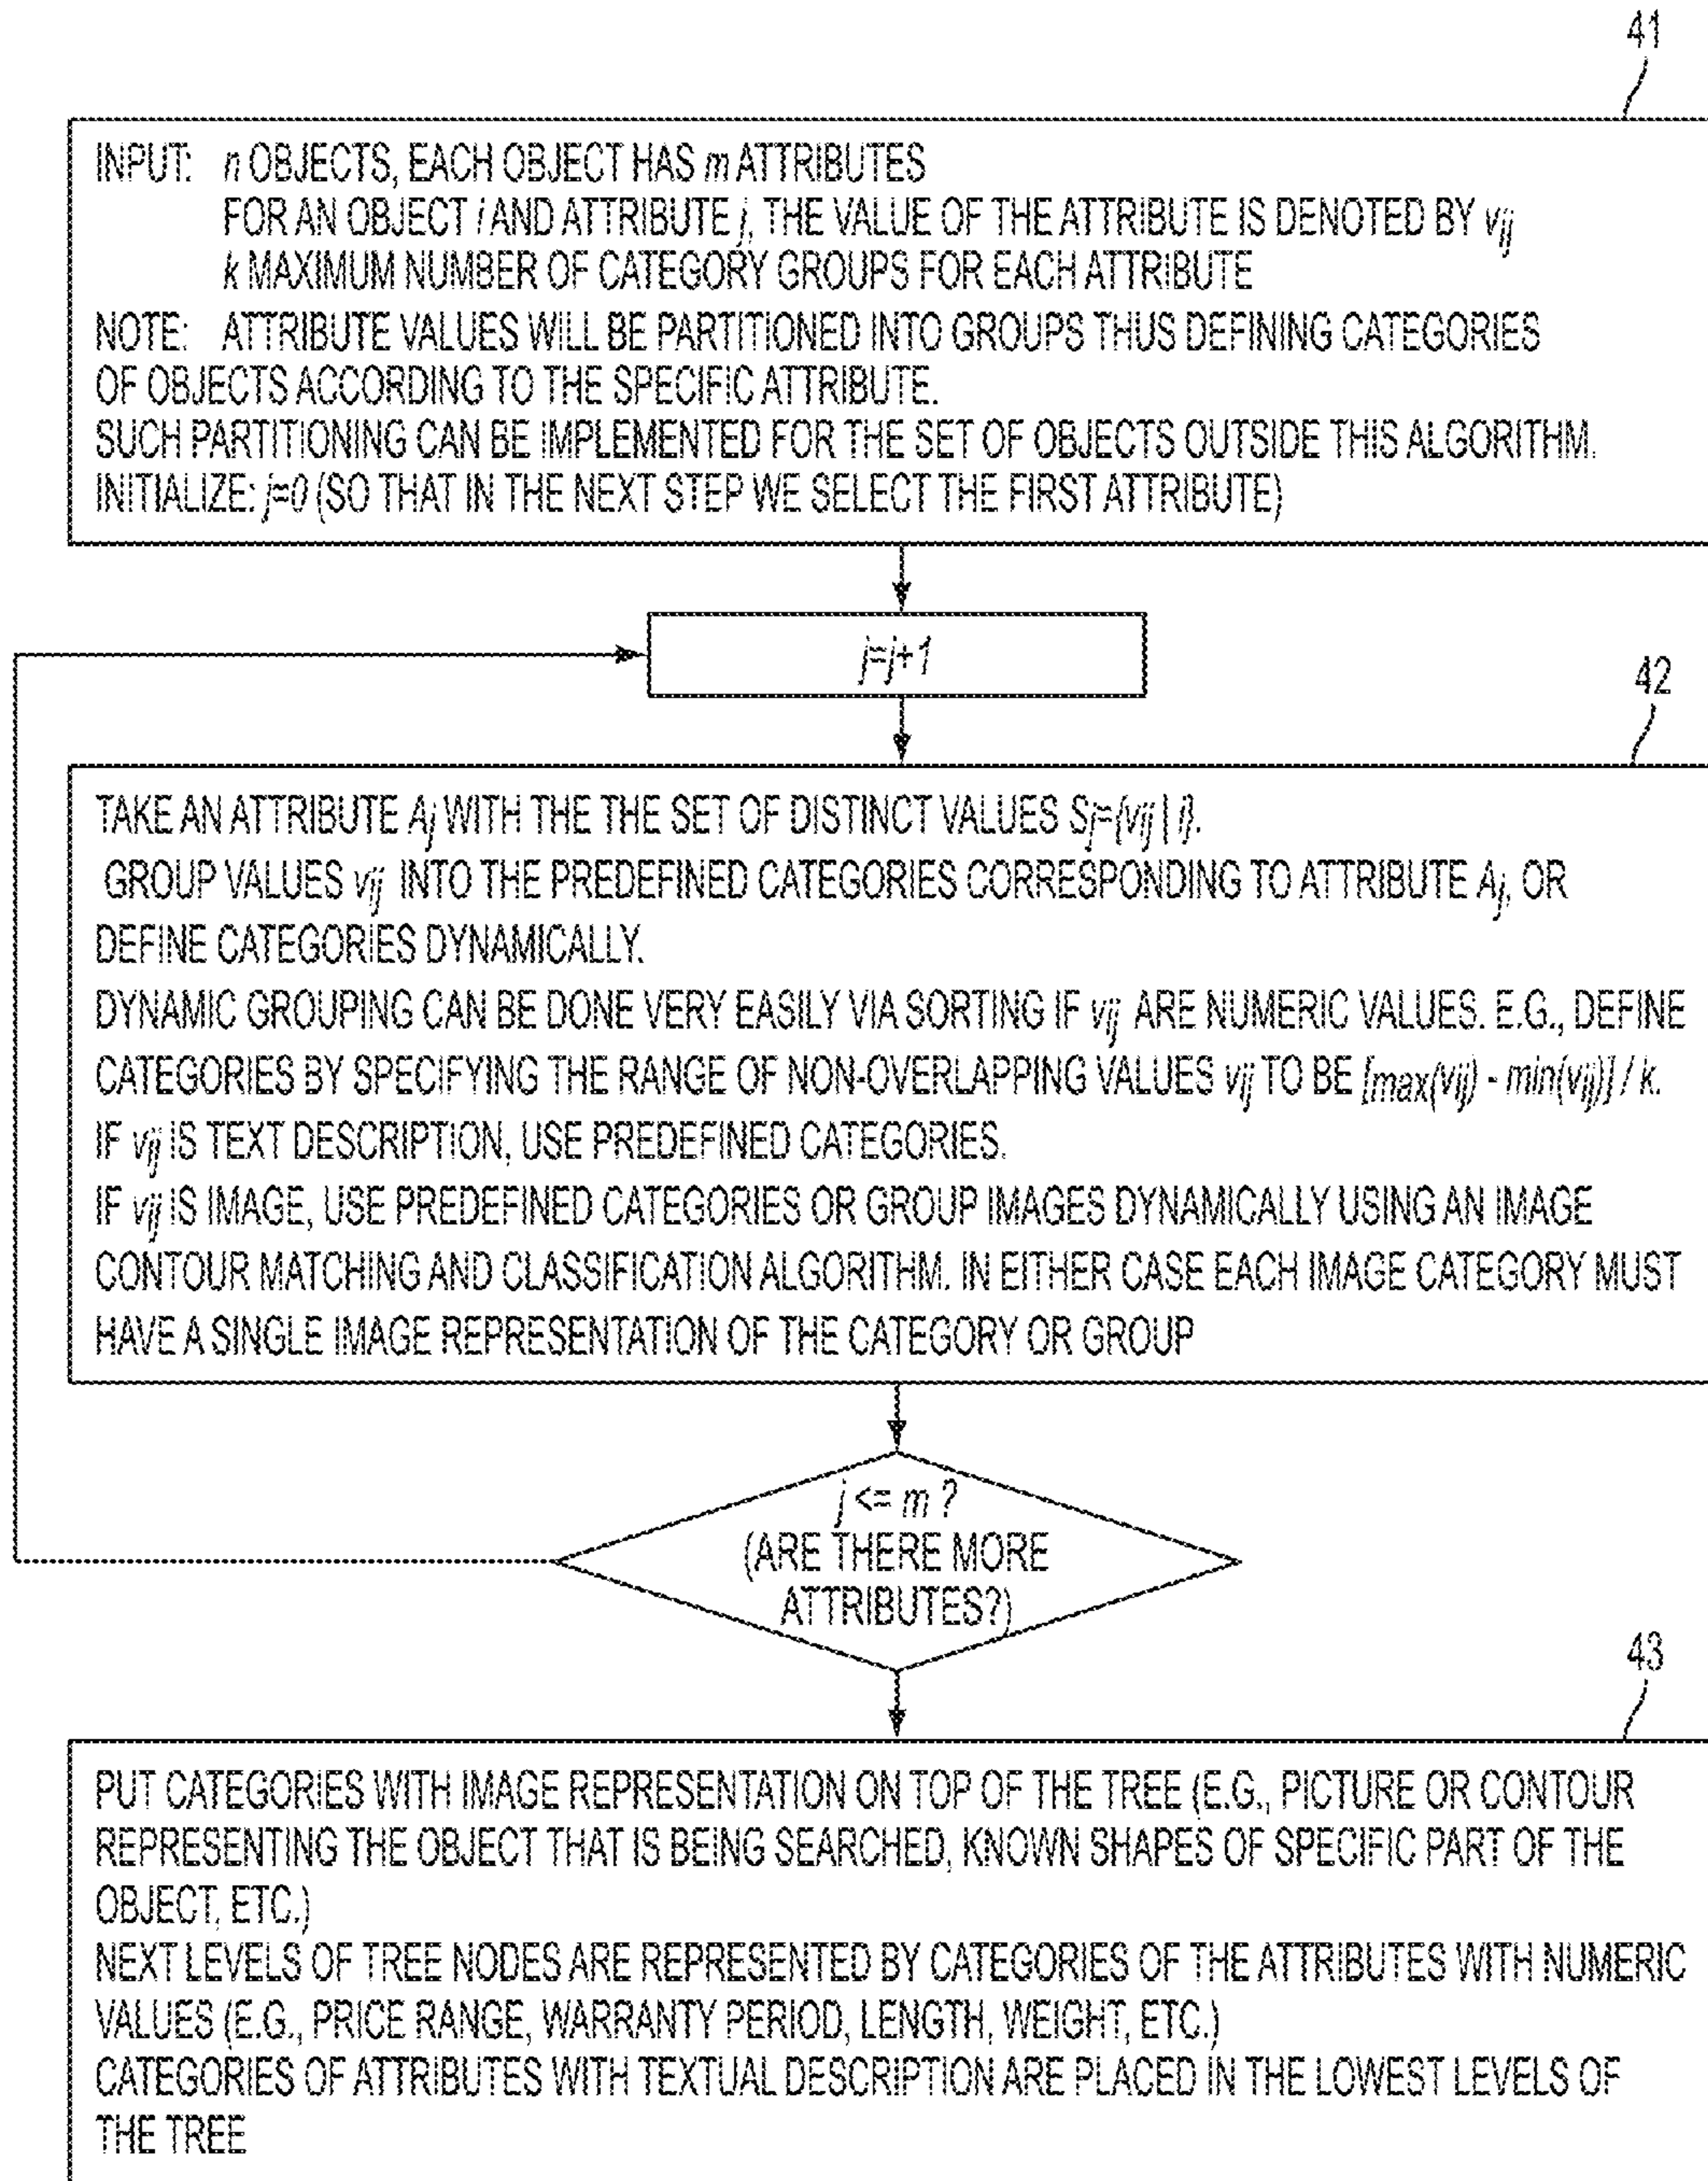 41
INPUT: n OBJECTS, EACH OBJECT HAS m ATTRIBUTES
FOR AN OBJECT i AND ATTRIBUTE j, THE VALUE OF THE ATTRIBUTE IS DENOTED BY vij
k MAXIMUM NUMBER OF CATEGORY GROUPS FOR EACH ATTRIBUTE
NOTE: ATTRIBUTE VALUES WILL BE PARTITIONED INTO GROUPS THUS DEFINING CATEGORIES
OF OBJECTS ACCORDING TO THE SPECIFIC ATTRIBUTE.
SUCH PARTITIONING CAN BE IMPLEMENTED FOR THE SET OF OBJECTS OUTSIDE THIS ALGORITHM.
INITIALIZE: j=0 (SO THAT IN THE NEXT STEP WE SELECT THE FIRST ATTRIBUTE)
j=j+1
42
TAKE AN ATTRIBUTE Aj WITH THE THE SET OF DISTINCT VALUES Sj={vij | i}.
GROUP VALUES vij INTO THE PREDEFINED CATEGORIES CORRESPONDING TO ATTRIBUTE Aj, OR
DEFINE CATEGORIES DYNAMICALLY.
DYNAMIC GROUPING CAN BE DONE VERY EASILY VIA SORTING IF vij ARE NUMERIC VALUES. E.G., DEFINE
CATEGORIES BY SPECIFYING THE RANGE OF NON-OVERLAPPING VALUES vij TO BE [max(vij) - min(vij)] / k.
IF vij IS TEXT DESCRIPTION, USE PREDEFINED CATEGORIES.
IF vij IS IMAGE, USE PREDEFINED CATEGORIES OR GROUP IMAGES DYNAMICALLY USING AN IMAGE
CONTOUR MATCHING AND CLASSIFICATION ALGORITHM. IN EITHER CASE EACH IMAGE CATEGORY MUST
HAVE A SINGLE IMAGE REPRESENTATION OF THE CATEGORY OR GROUP
j <= m ?
(ARE THERE MORE
ATTRIBUTES?)
43
PUT CATEGORIES WITH IMAGE REPRESENTATION ON TOP OF THE TREE (E.G., PICTURE OR CONTOUR
REPRESENTING THE OBJECT THAT IS BEING SEARCHED, KNOWN SHAPES OF SPECIFIC PART OF THE
OBJECT, ETC.)
NEXT LEVELS OF TREE NODES ARE REPRESENTED BY CATEGORIES OF THE ATTRIBUTES WITH NUMERIC
VALUES (E.G., PRICE RANGE, WARRANTY PERIOD, LENGTH, WEIGHT, ETC.)
CATEGORIES OF ATTRIBUTES WITH TEXTUAL DESCRIPTION ARE PLACED IN THE LOWEST LEVELS OF
THE TREE